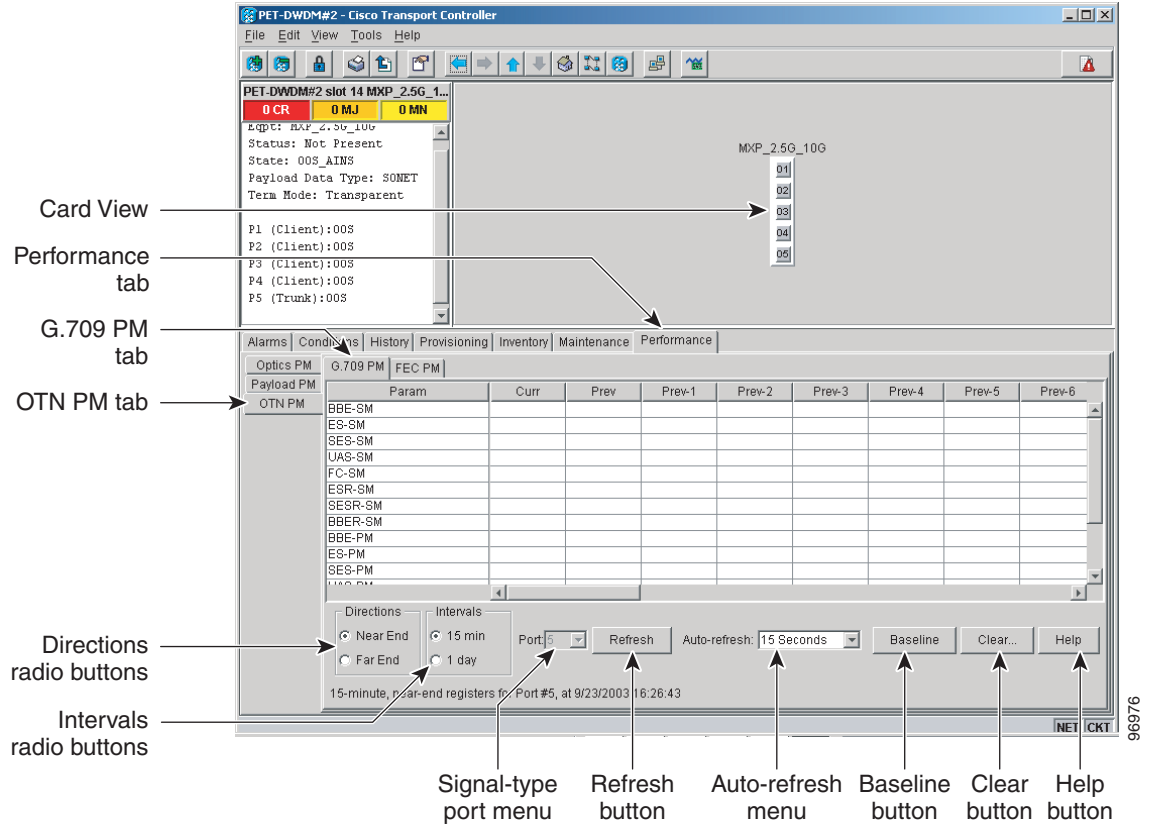 PET-DWDM#2 - Cisco Transport Controller
File Edit View Tools Help
PET-DWDM#2 slot 14 MXP_2.5G_1...
0 CR 0 MJ 0 MN
Eqpt: MXP_2.5G_10G
Status: Not Present
State: OOS_AINS
Payload Data Type: SONET
Term Mode: Transparent
P1 (Client):OOS
P2 (Client):OOS
P3 (Client):OOS
P4 (Client):OOS
P5 (Trunk):OOS
MXP_2.5G_10G
01
02
03
04
05
Card View
Performance
tab
G.709 PM
tab
OTN PM tab
Alarms Conditions History Provisioning Inventory Maintenance Performance
Optics PM
Payload PM
OTN PM
G.709 PM FEC PM
Param Curr Prev Prev-1 Prev-2 Prev-3 Prev-4 Prev-5 Prev-6
BBE-SM
ES-SM
SES-SM
UAS-SM
FC-SM
ESR-SM
SESR-SM
BBER-SM
BBE-PM
ES-PM
SES-PM
UAS-PM
Directions Intervals
Near End 15 min Port: 5 Refresh Auto-refresh: 15 Seconds Baseline Clear... Help
Far End 1 day
15-minute, near-end registers for Port #5, at 9/23/2003 16:26:43
NET CKT
96976
Directions
radio buttons
Intervals
radio buttons
Signal-type
port menu
Refresh
button
Auto-refresh
menu
Baseline
button
Clear
button
Help
button